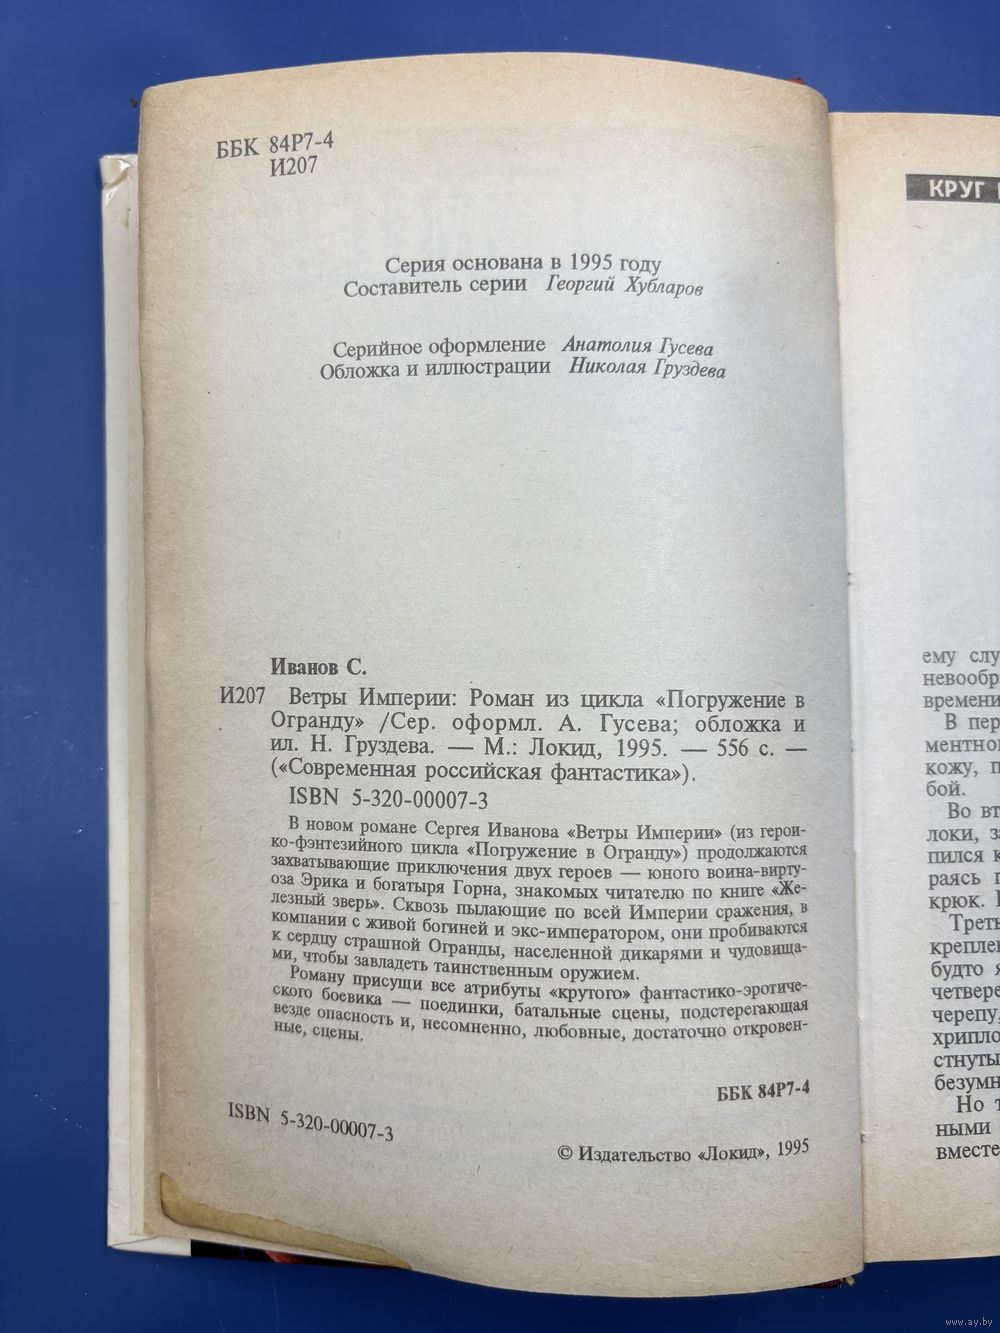 ББК 84Р7-4
И207
Серия основана в 1995 году
Составитель серии Георгий Хубларов
Серийное оформление Анатолия Гусева
Обложка и иллюстрации Николая Груздева
Иванов С.
И207 Ветры Империи: Роман из цикла «Погружение в
Огранду» /Сер. оформл. А. Гусева; обложка и
ил. Н. Груздева. — М.: Локид, 1995. — 556 с. —
(«Современная российская фантастика»).
ISBN 5-320-00007-3
В новом романе Сергея Иванова «Ветры Империи» (из герои-
ко-фэнтезийного цикла «Погружение в Огранду») продолжаются
захватывающие приключения двух героев — юного воина-вирту-
оза Эрика и богатыря Горна, знакомых читателю по книге «Же-
лезный зверь». Сквозь пылающие по всей Империи сражения, в
компании с живой богиней и экс-императором, они пробиваются
к сердцу страшной Огранды, населенной дикарями и чудовища-
ми, чтобы завладеть таинственным оружием.
Роману присущи все атрибуты «крутого» фантастико-эротиче-
ского боевика — поединки, батальные сцены, подстерегающая
везде опасность и, несомненно, любовные, достаточно откровен-
ные, сцены.
ББК 84Р7-4
ISBN 5-320-00007-3
© Издательство «Локид», 1995
КРУГ
ему слу
невообр
времени
В пер
ментно
кожу, п
бой.
Во вт
локи, за
пился к
раясь п
крюк.
Треть
креплен
будто я
четвере
черепу,
хрипло
стнуты
безумн
Но т
ными
вместе
www.ay.by